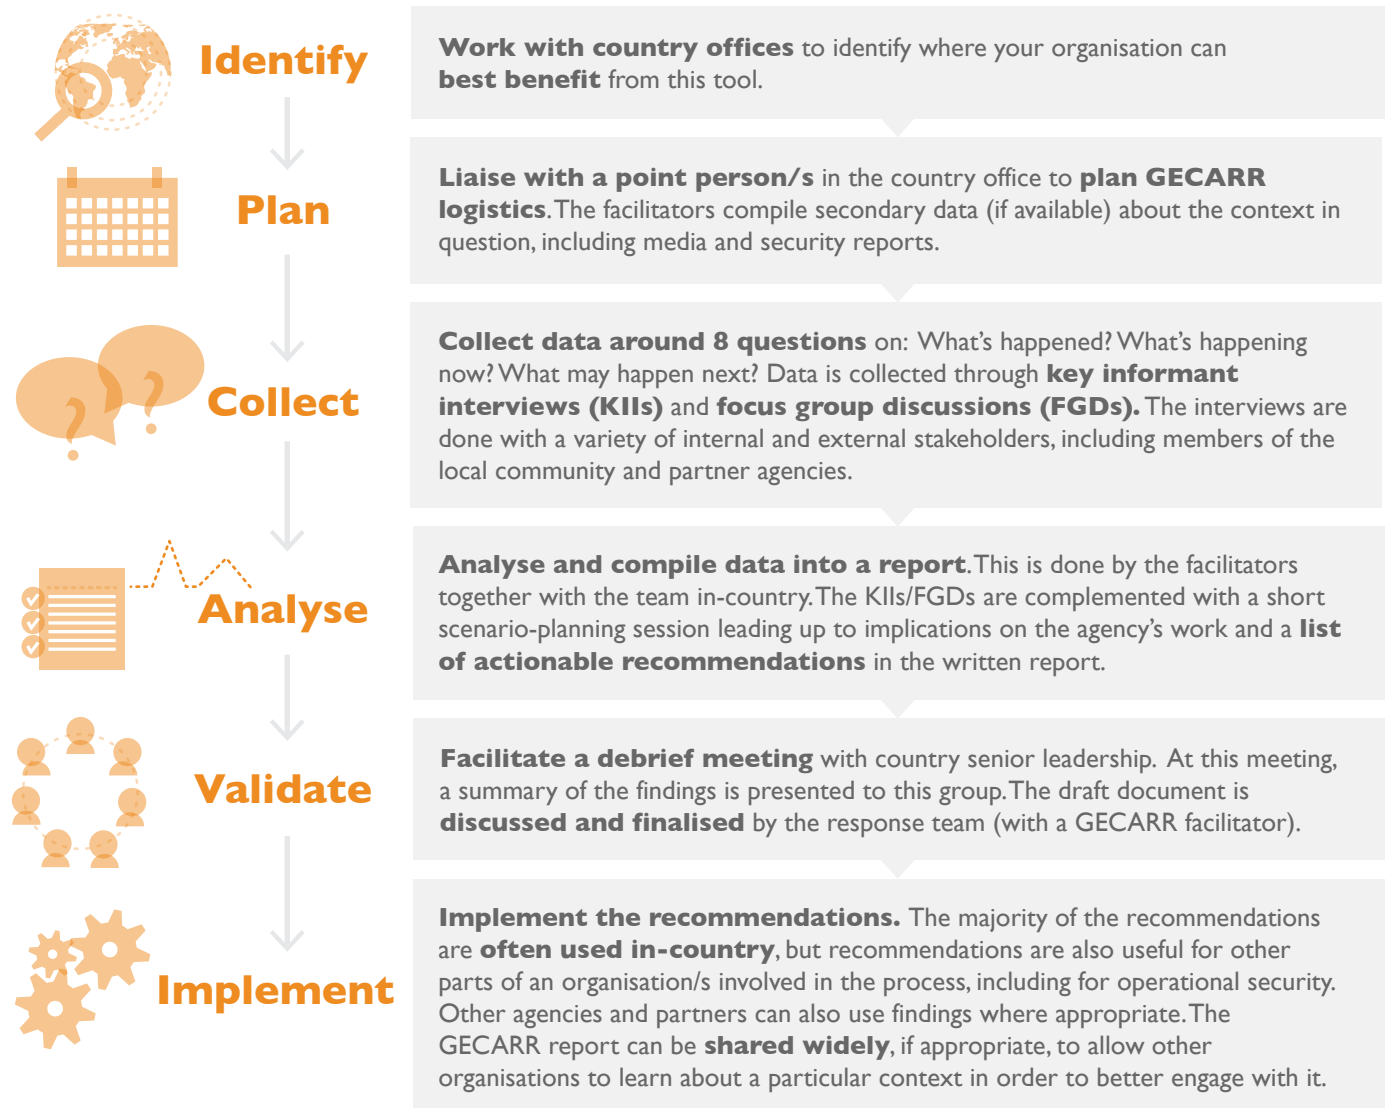 Identify
Work with country offices to identify where your organisation can
best benefit from this tool.
Plan
Liaise with a point person/s in the country office to plan GECARR
logistics. The facilitators compile secondary data (if available) about the context in
question, including media and security reports.
Collect
Collect data around 8 questions on: What's happened? What's happening
now? What may happen next? Data is collected through key informant
interviews (KIIs) and focus group discussions (FGDs). The interviews are
done with a variety of internal and external stakeholders, including members of the
local community and partner agencies.
Analyse
Analyse and compile data into a report. This is done by the facilitators
together with the team in-country. The KIIs/FGDs are complemented with a short
scenario-planning session leading up to implications on the agency's work and a list
of actionable recommendations in the written report.
Validate
Facilitate a debrief meeting with country senior leadership. At this meeting,
a summary of the findings is presented to this group. The draft document is
discussed and finalised by the response team (with a GECARR facilitator).
Implement
Implement the recommendations. The majority of the recommendations
are often used in-country, but recommendations are also useful for other
parts of an organisation/s involved in the process, including for operational security.
Other agencies and partners can also use findings where appropriate. The
GECARR report can be shared widely, if appropriate, to allow other
organisations to learn about a particular context in order to better engage with it.